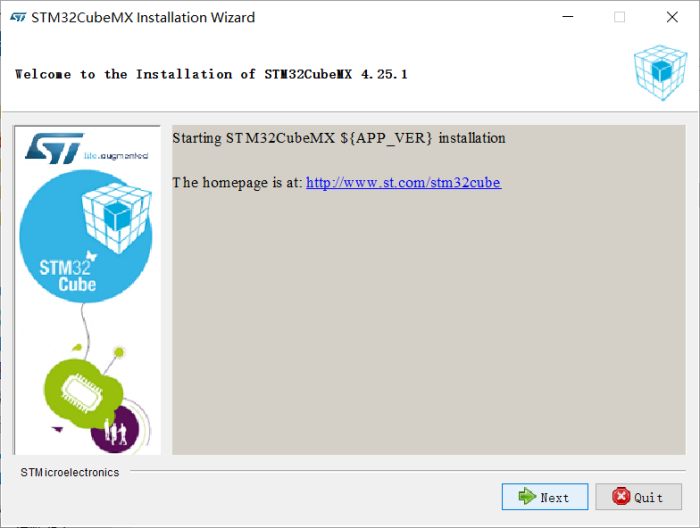 STM32CubeMX Installation Wizard
Welcome to the Installation of STM32CubeMX 4.25.1
ST life.augmented
Starting STM32CubeMX ${APP_VER} installation
The homepage is at: http://www.st.com/stm32cube
STM32
Cube
STMicroelectronics
Next
Quit